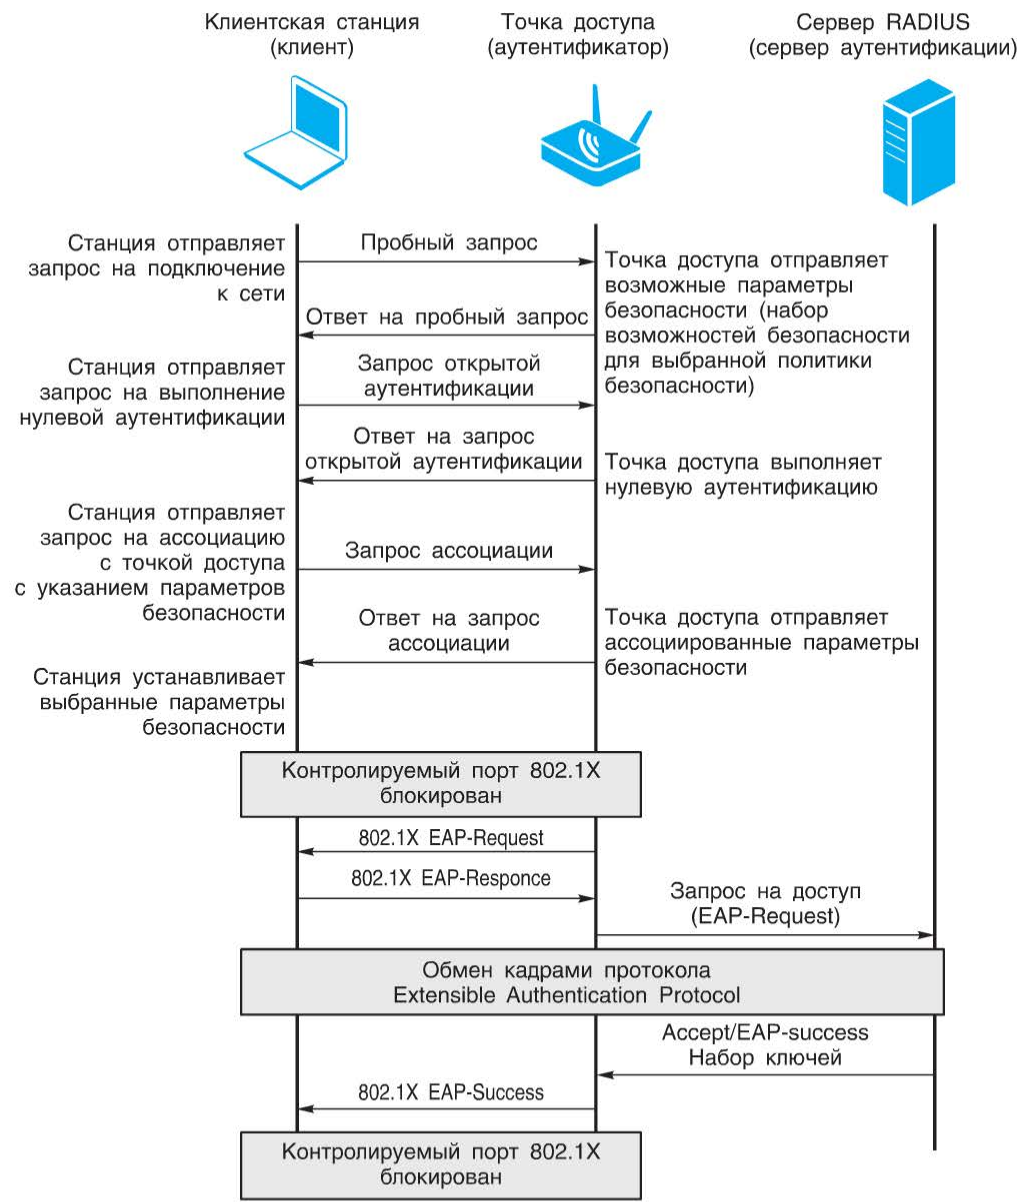 Клиентская станция
(клиент)
Точка доступа
(аутентификатор)
Сервер RADIUS
(сервер аутентификации)
Станция отправляет
запрос на подключение
к сети
Пробный запрос
Точка доступа отправляет
возможные параметры
безопасности (набор
возможностей безопасности
для выбранной политики
безопасности)
Ответ на пробный запрос
Станция отправляет
запрос на выполнение
нулевой аутентификации
Запрос открытой
аутентификации
Ответ на запрос
открытой аутентификации
Точка доступа выполняет
нулевую аутентификацию
Станция отправляет
запрос на ассоциацию
с точкой доступа
с указанием параметров
безопасности
Запрос ассоциации
Ответ на запрос
ассоциации
Точка доступа отправляет
ассоциированные параметры
безопасности
Станция устанавливает
выбранные параметры
безопасности
Контролируемый порт 802.1X
блокирован
802.1X EAP-Request
802.1X EAP-Responce
Запрос на доступ
(EAP-Request)
Обмен кадрами протокола
Extensible Authentication Protocol
Accept/EAP-success
Набор ключей
802.1X EAP-Success
Контролируемый порт 802.1X
блокирован